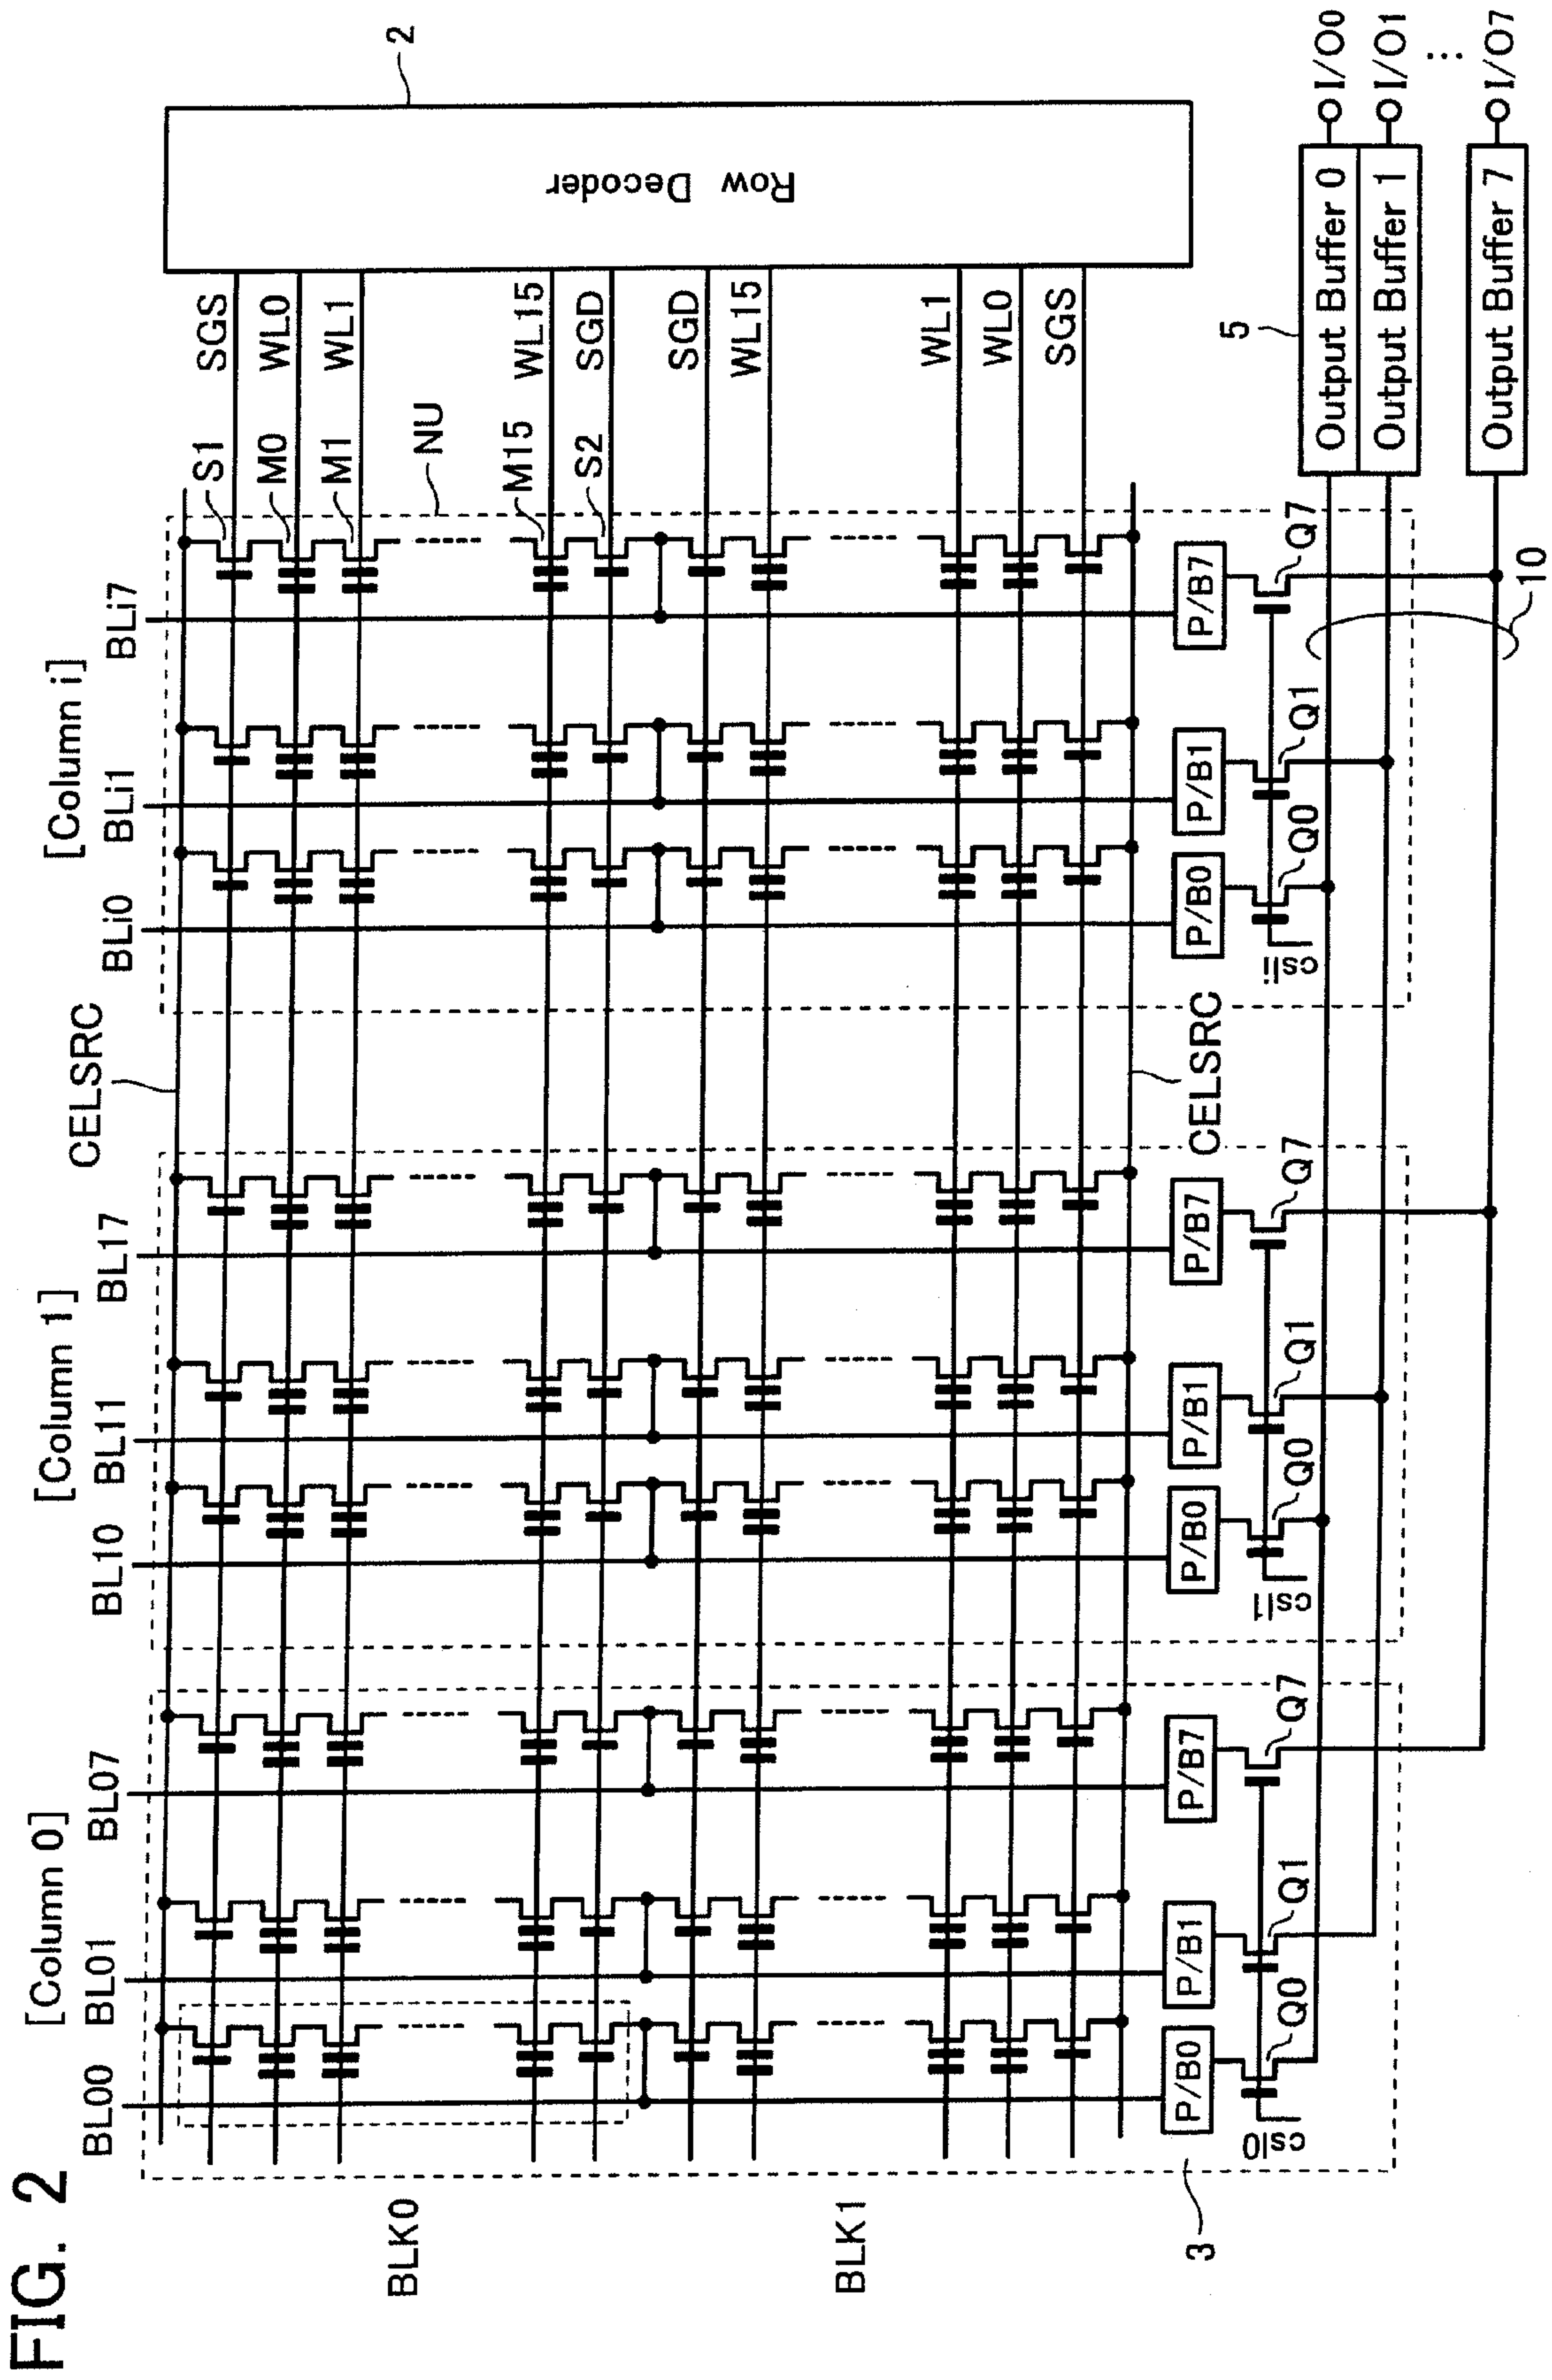 FIG. 2
[Column 0]
[Column 1]
[Column i]
BL00
BL01
BL07
BL10
BL11
BL17
CELSRC
BLi0
BLi1
BLi7
BLK0
BLK1
S1
SGS
M0
WL0
M1
WL1
NU
M15
WL15
S2
SGD
SGD
WL15
WL1
WL0
SGS
Row Decoder
2
CELSRC
3
P/B0
P/B1
P/B7
P/B0
P/B1
P/B7
P/B0
P/B1
P/B7
csl0
Q0
Q1
Q7
csl1
Q0
Q1
Q7
csli
Q0
Q1
Q7
10
5
Output Buffer 0
I/O0
Output Buffer 1
I/O1
...
Output Buffer 7
I/O7